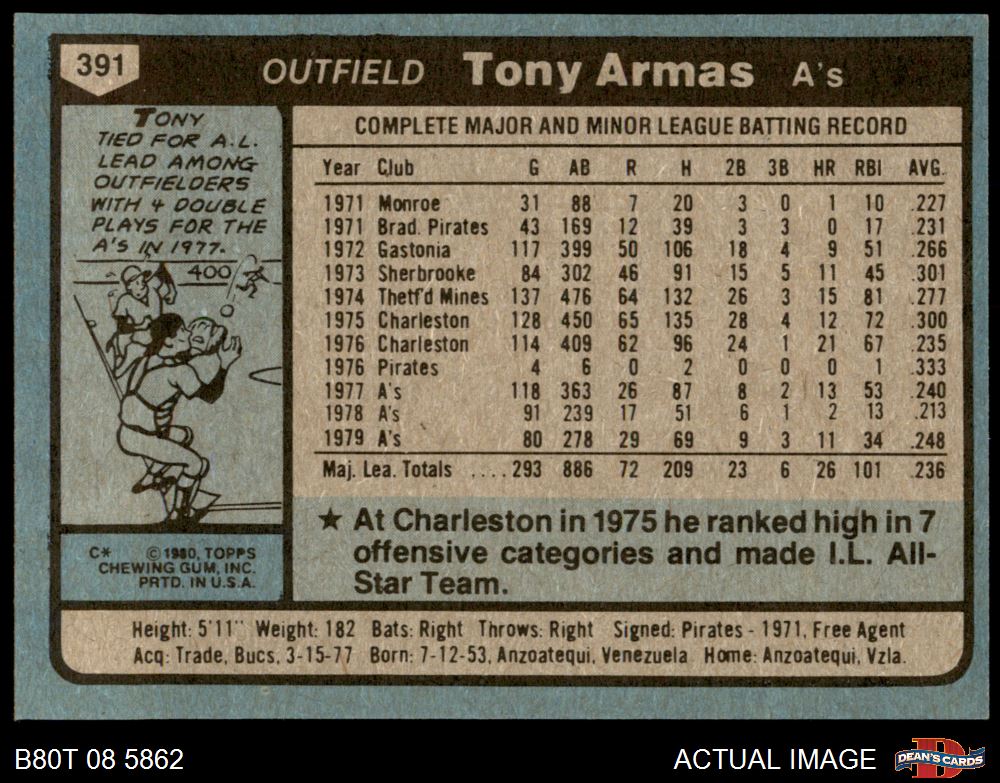 391 OUTFIELD Tony Armas A's
TONY
TIED FOR A.L.
LEAD AMONG
OUTFIELDERS
WITH 4 DOUBLE
PLAYS FOR THE
A'S IN 1977.
400
C* ©1980, TOPPS
CHEWING GUM, INC.
PRTD. IN U.S.A.
COMPLETE MAJOR AND MINOR LEAGUE BATTING RECORD
Year Club G AB R H 2B 3B HR RBI AVG.
1971 Monroe 31 88 7 20 3 0 1 10 .227
1971 Brad. Pirates 43 169 12 39 3 3 0 17 .231
1972 Gastonia 117 399 50 106 18 4 9 51 .266
1973 Sherbrooke 84 302 46 91 15 5 11 45 .301
1974 Thetf'd Mines 137 476 64 132 26 3 15 81 .277
1975 Charleston 128 450 65 135 28 4 12 72 .300
1976 Charleston 114 409 62 96 24 1 21 67 .235
1976 Pirates 4 6 0 2 0 0 0 1 .333
1977 A's 118 363 26 87 8 2 13 53 .240
1978 A's 91 239 17 51 6 1 2 13 .213
1979 A's 80 278 29 69 9 3 11 34 .248
Maj. Lea. Totals ....293 886 72 209 23 6 26 101 .236
★ At Charleston in 1975 he ranked high in 7
offensive categories and made I.L. All-
Star Team.
Height: 5'11" Weight: 182 Bats: Right Throws: Right Signed: Pirates - 1971, Free Agent
Acq: Trade, Bucs, 3-15-77 Born: 7-12-53, Anzoatequi, Venezuela Home: Anzoatequi, Vzla.
B80T 08 5862 ACTUAL IMAGE DEAN'S CARDS